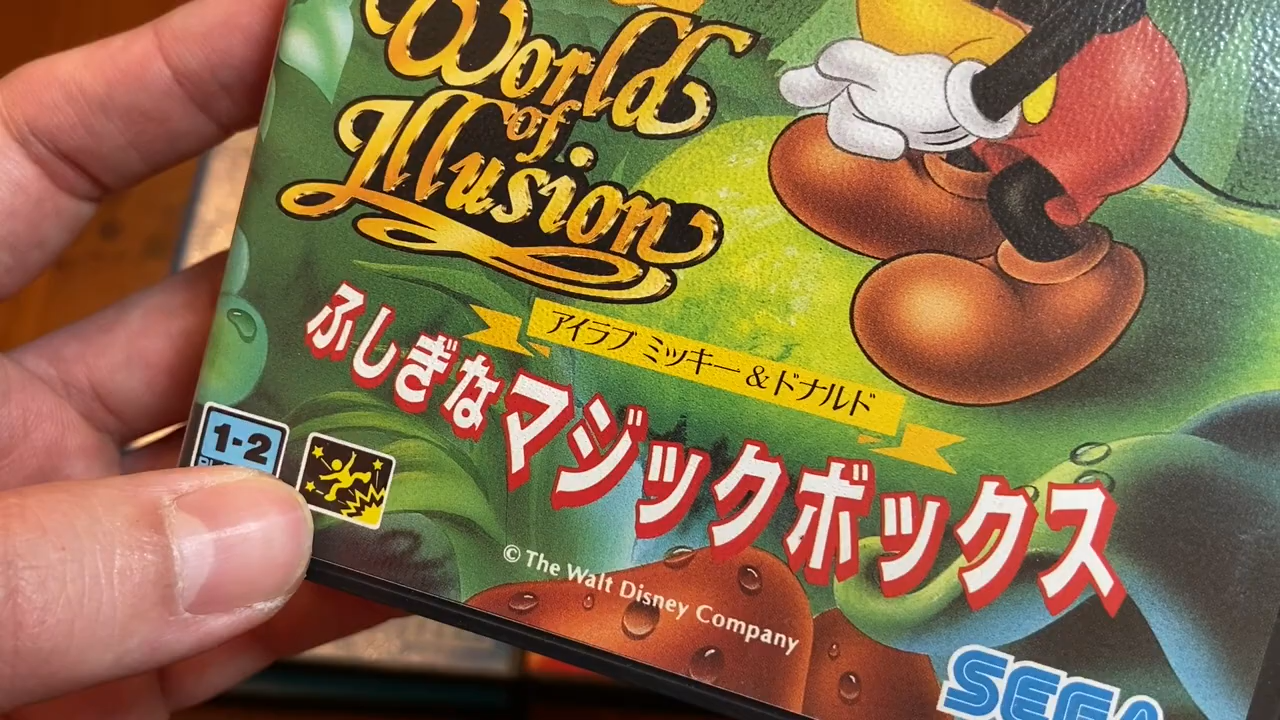 World
of
Illusion
アイラブ ミッキー & ドナルド
ふしぎなマジックボックス
1-2
© The Walt Disney Company
SEGA